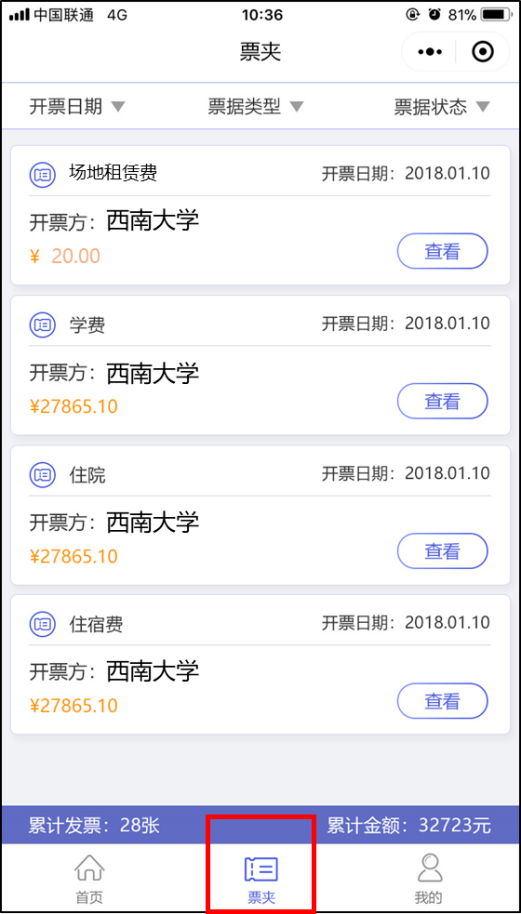 中国联通 4G 10:36 81%
票夹
开票日期 票据类型 票据状态
场地租赁费 开票日期：2018.01.10
开票方：西南大学
¥ 20.00 查看
学费 开票日期：2018.01.10
开票方：西南大学
¥27865.10 查看
住院 开票日期：2018.01.10
开票方：西南大学
¥27865.10 查看
住宿费 开票日期：2018.01.10
开票方：西南大学
¥27865.10 查看
累计发票：28张 累计金额：32723元
首页 票夹 我的